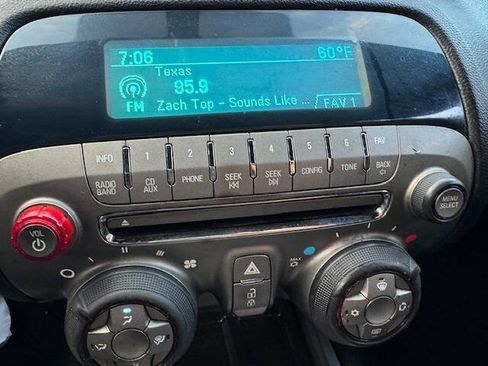 7:06 60°F
Texas
95.9
FM Zach Top - Sounds Like ... FAV 1
INFO 1 2 3 4 5 6 FAV
RADIO BAND CD AUX PHONE SEEK SEEK CONFIG TONE BACK
VOL
MENU SELECT
MAX